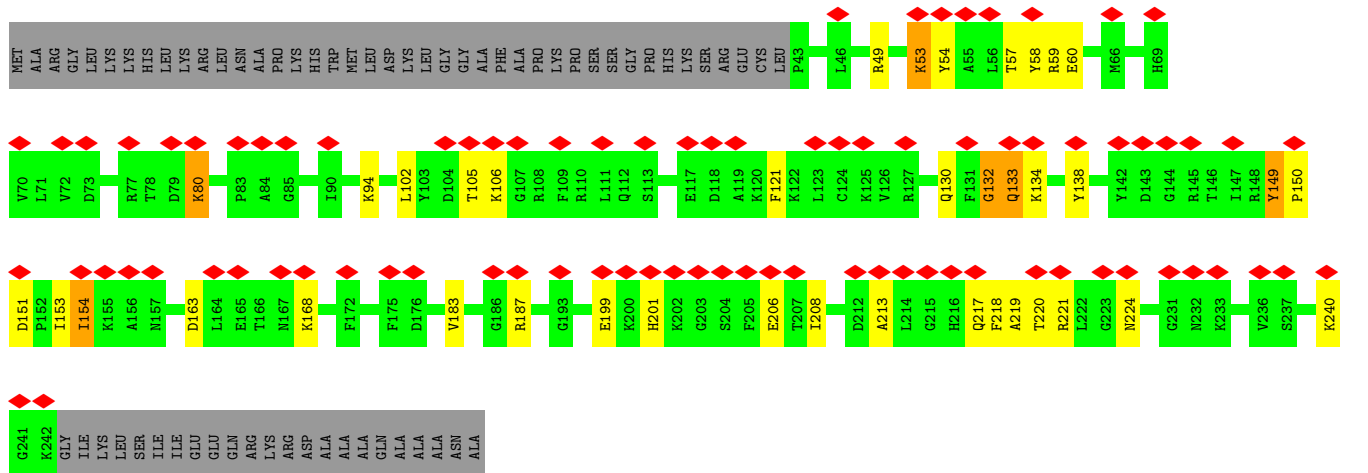 MET ALA ARG GLY LEU LYS LYS HIS LEU LYS ARG LEU ASN ALA PRO LYS HIS TRP MET LEU ASP LYS LEU GLY GLY ALA PHE ALA PRO LYS PRO SER SER GLY PRO HIS LYS SER ARG GLU CYS LEU P43 L46 R49 K53 Y54 A55 L56 T57 Y58 R59 E60 M66 H69
V70 L71 V72 D73 R77 T78 D79 K80 P83 A84 G85 I90 K94 L102 Y103 D104 T105 K106 G107 R108 F109 R110 L111 Q112 S113 E117 D118 A119 K120 F121 K122 L123 C124 K125 V126 R127 Q130 F131 G132 Q133 K134 Y138 Y142 D143 G144 R145 T146 I147 R148 Y149 P150
D151 P152 I153 I154 K155 A156 N157 D163 L164 E165 T166 N167 K168 F172 F175 D176 V183 G186 R187 G193 E199 K200 H201 K202 G203 S204 F205 E206 T207 I208 D212 A213 L214 G215 H216 Q217 F218 A219 T220 R221 L222 G223 N224 G231 N232 K233 V236 S237 K240
G241 K242 GLY ILE LYS LEU SER ILE ILE GLU GLU GLN ARG LYS ARG ASP ALA ALA ALA ALA GLN ALA ALA ALA ALA ASN ALA